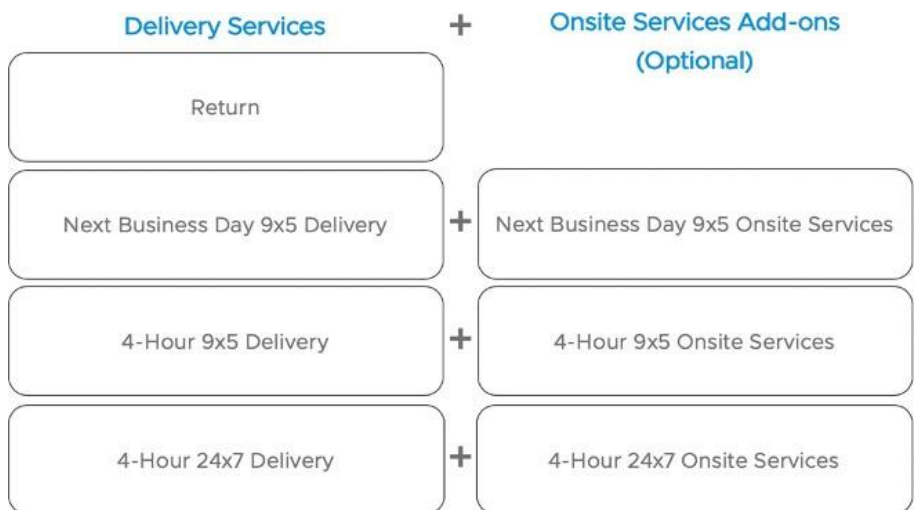 Delivery Services + Onsite Services Add-ons
(Optional)
Return
Next Business Day 9x5 Delivery + Next Business Day 9x5 Onsite Services
4-Hour 9x5 Delivery + 4-Hour 9x5 Onsite Services
4-Hour 24x7 Delivery + 4-Hour 24x7 Onsite Services